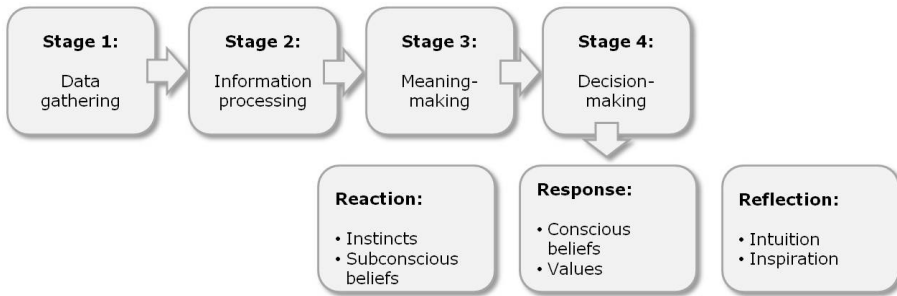 Stage 1:
Data
gathering
Stage 2:
Information
processing
Stage 3:
Meaning-
making
Stage 4:
Decision-
making
Reaction:
• Instincts
• Subconscious
beliefs
Response:
• Conscious
beliefs
• Values
Reflection:
• Intuition
• Inspiration